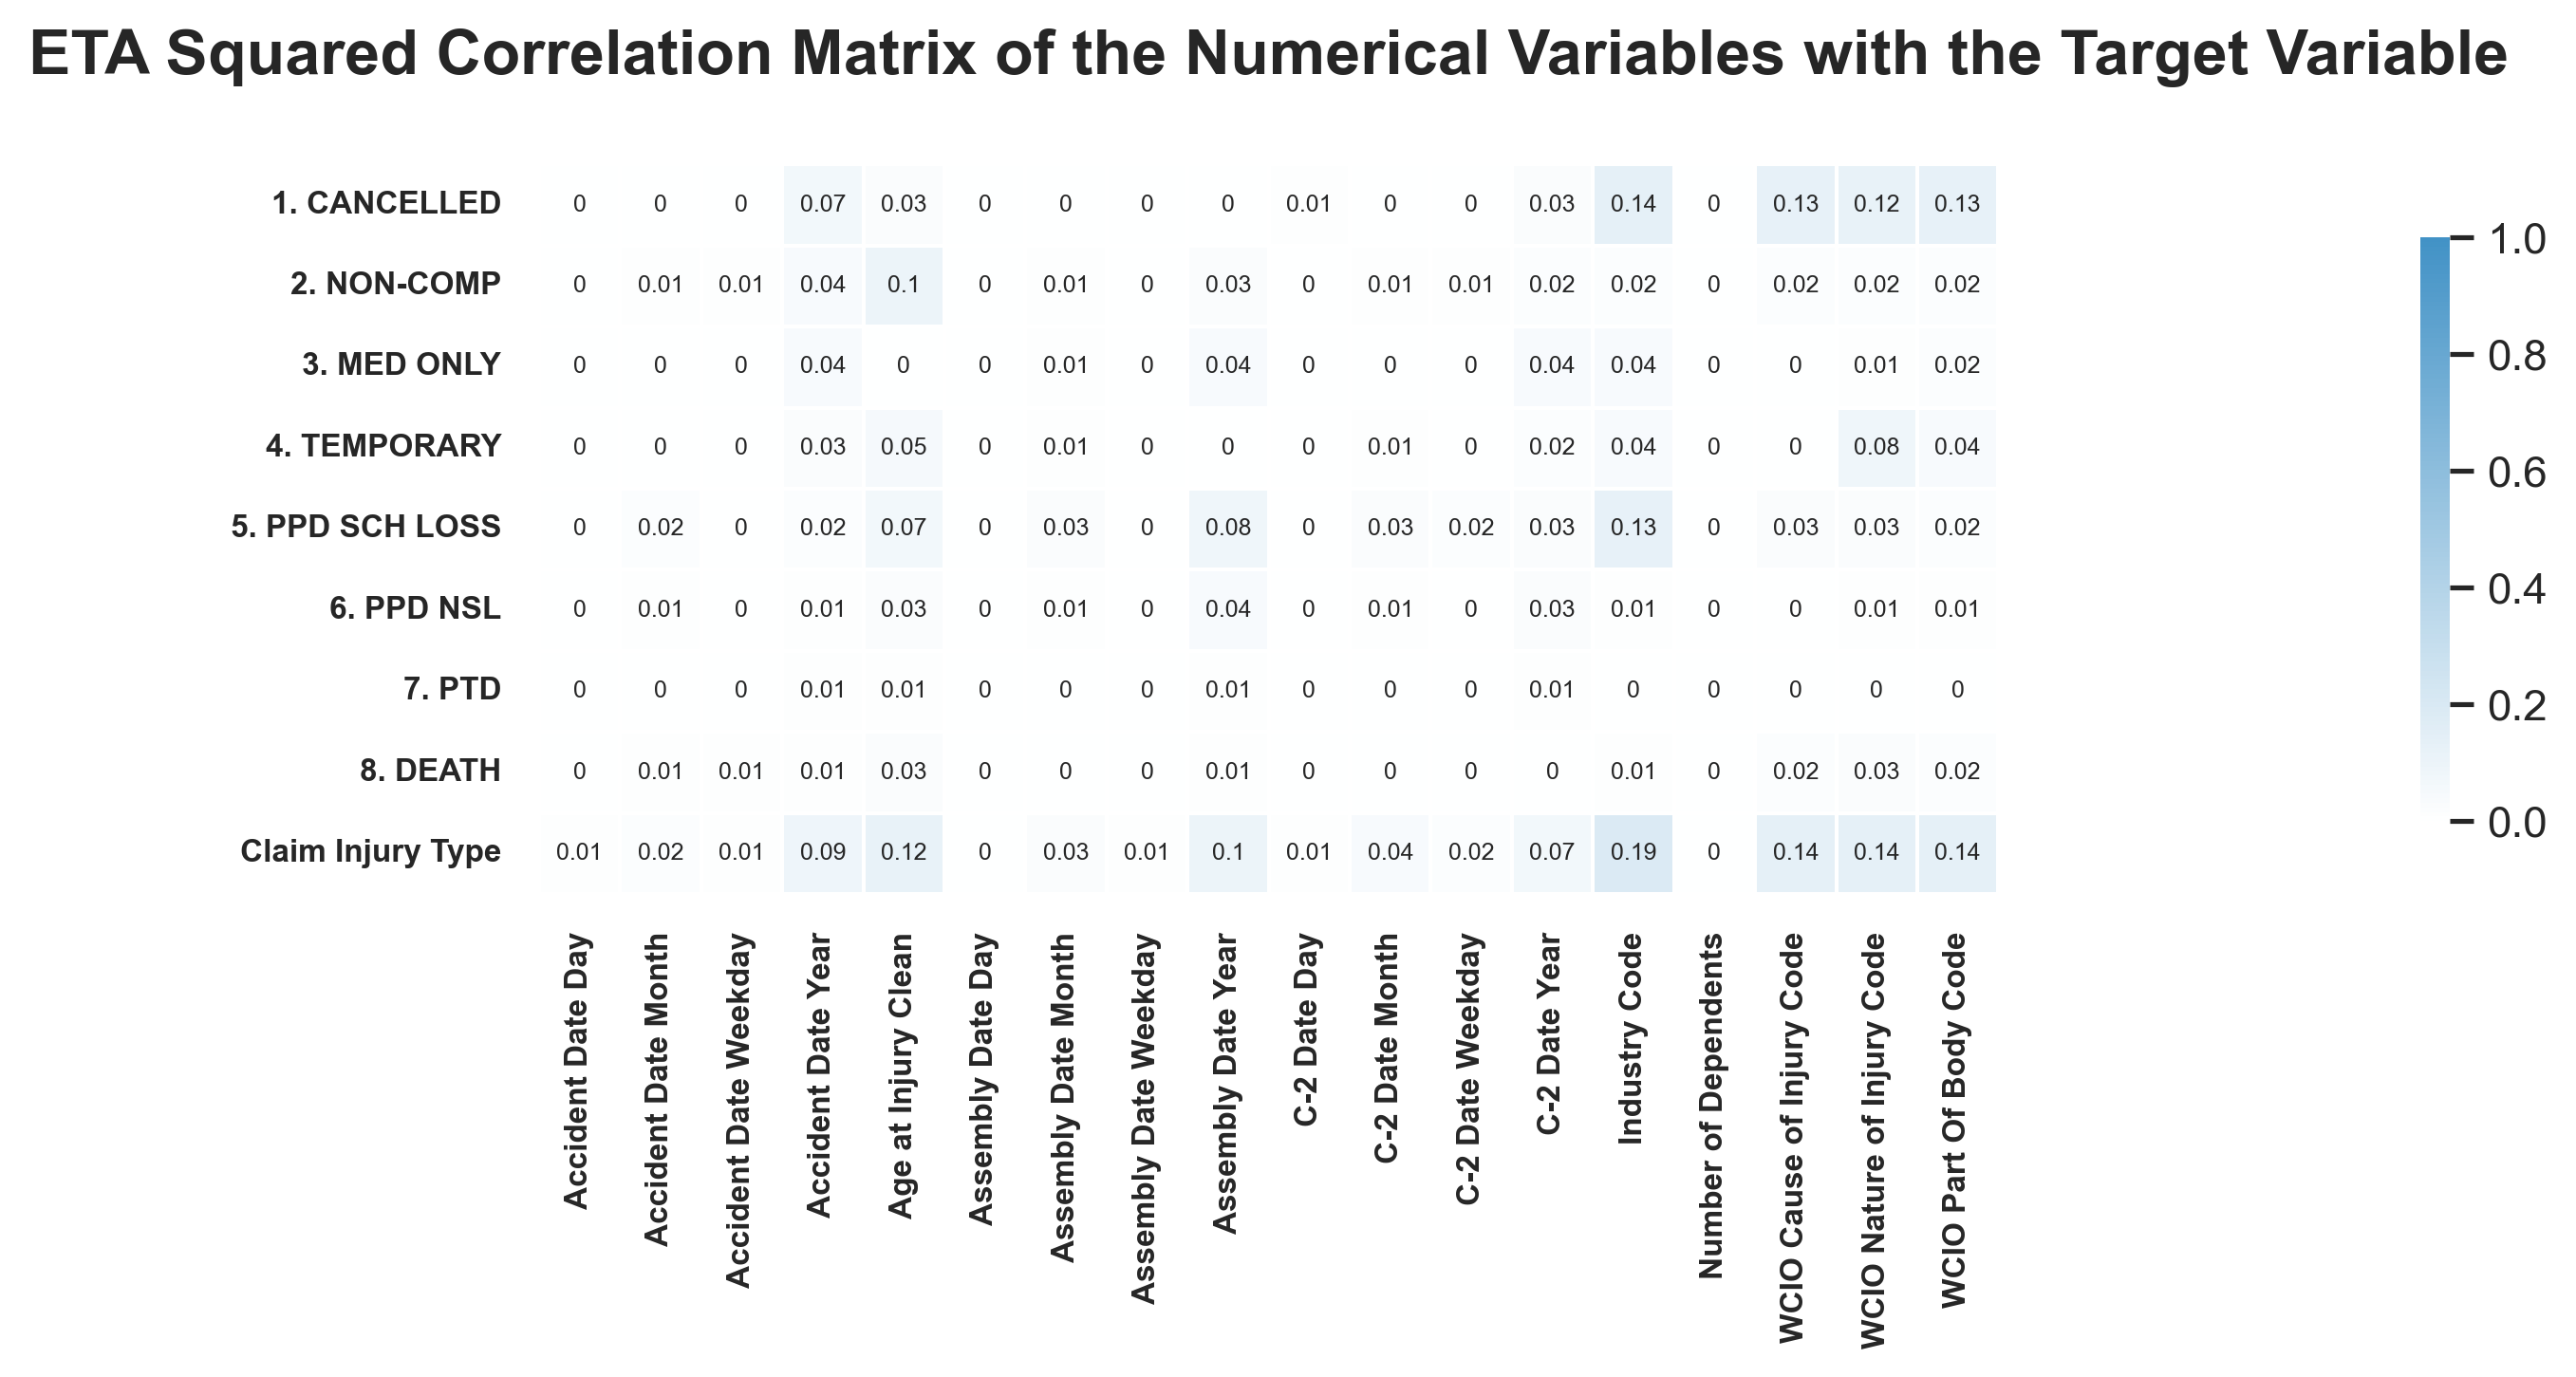 ETA Squared Correlation Matrix of the Numerical Variables with the Target Variable
1. CANCELLED 0 0 0 0.07 0.03 0 0 0 0 0.01 0 0 0.03 0.14 0 0.13 0.12 0.13
2. NON-COMP 0 0.01 0.01 0.04 0.1 0 0.01 0 0.03 0 0.01 0.01 0.02 0.02 0 0.02 0.02 0.02
3. MED ONLY 0 0 0 0.04 0 0 0.01 0 0.04 0 0 0 0.04 0.04 0 0 0.01 0.02
4. TEMPORARY 0 0 0 0.03 0.05 0 0.01 0 0 0 0.01 0 0.02 0.04 0 0 0.08 0.04
5. PPD SCH LOSS 0 0.02 0 0.02 0.07 0 0.03 0 0.08 0 0.03 0.02 0.03 0.13 0 0.03 0.03 0.02
6. PPD NSL 0 0.01 0 0.01 0.03 0 0.01 0 0.04 0 0.01 0 0.03 0.01 0 0 0.01 0.01
7. PTD 0 0 0 0.01 0.01 0 0 0 0.01 0 0 0 0.01 0 0 0 0 0
8. DEATH 0 0.01 0.01 0.01 0.03 0 0 0 0.01 0 0 0 0 0.01 0 0.02 0.03 0.02
Claim Injury Type 0.01 0.02 0.01 0.09 0.12 0 0.03 0.01 0.1 0.01 0.04 0.02 0.07 0.19 0 0.14 0.14 0.14
Accident Date Day
Accident Date Month
Accident Date Weekday
Accident Date Year
Age at Injury Clean
Assembly Date Day
Assembly Date Month
Assembly Date Weekday
Assembly Date Year
C-2 Date Day
C-2 Date Month
C-2 Date Weekday
C-2 Date Year
Industry Code
Number of Dependents
WCIO Cause of Injury Code
WCIO Nature of Injury Code
WCIO Part Of Body Code
1.0
0.8
0.6
0.4
0.2
0.0